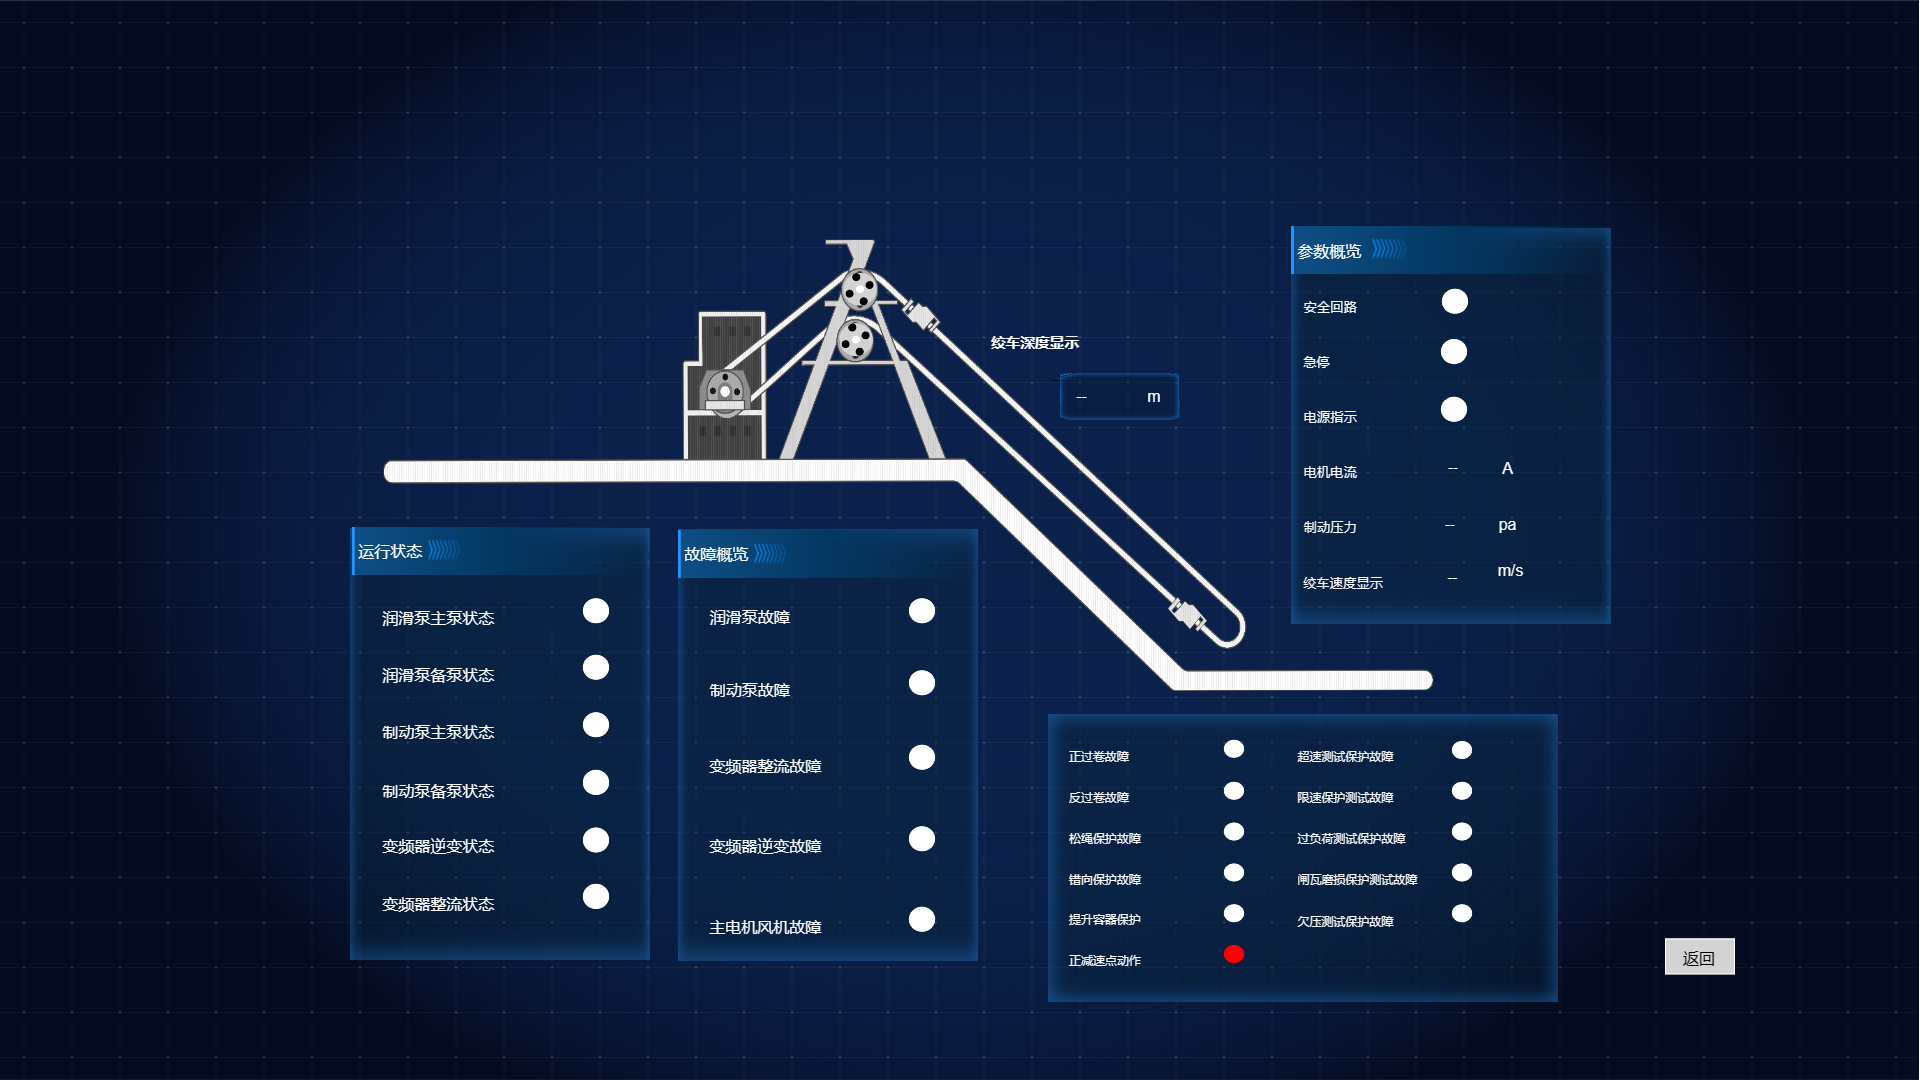 参数概览
安全回路
急停
电源指示
电机电流 -- A
制动压力 -- pa
绞车速度显示 -- m/s
绞车深度显示
-- m
运行状态
润滑泵主泵状态
润滑泵备泵状态
制动泵主泵状态
制动泵备泵状态
变频器逆变状态
变频器整流状态
故障概览
润滑泵故障
制动泵故障
变频器整流故障
变频器逆变故障
主电机风机故障
正过卷故障
反过卷故障
松绳保护故障
错向保护故障
提升容器保护
正减速点动作
超速测试保护故障
限速保护测试故障
过负荷测试保护故障
闸瓦磨损保护测试故障
欠压测试保护故障
返回